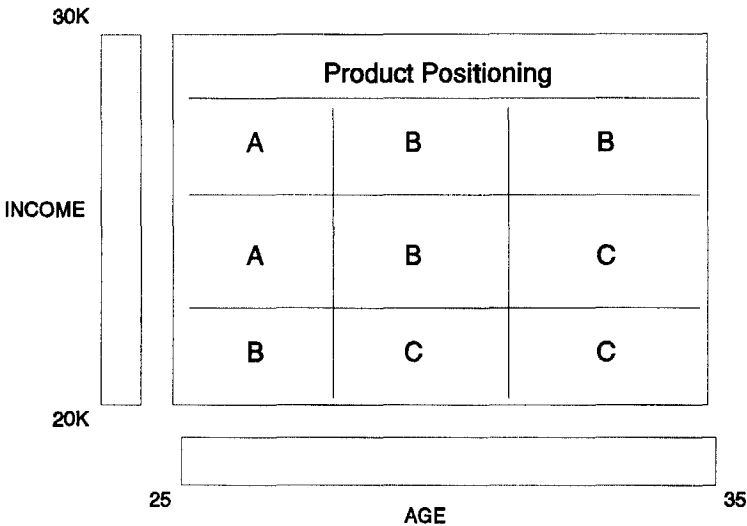 30K
Product Positioning
A B B
INCOME
A B C
B C C
20K
25 35
AGE